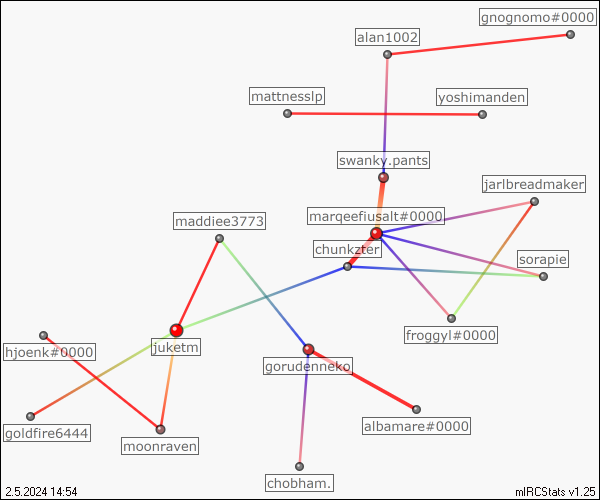 gnognomo#0000
alan1002
mattnesslp
yoshimanden
swanky.pants
jarlbreadmaker
marqeefiusalt#0000
maddiee3773
chunkzter
sorapie
froggyl#0000
juketm
hjoenk#0000
gorudenneko
albamare#0000
goldfire6444
moonraven
chobham.
2.5.2024 14:54
mIRCStats v1.25